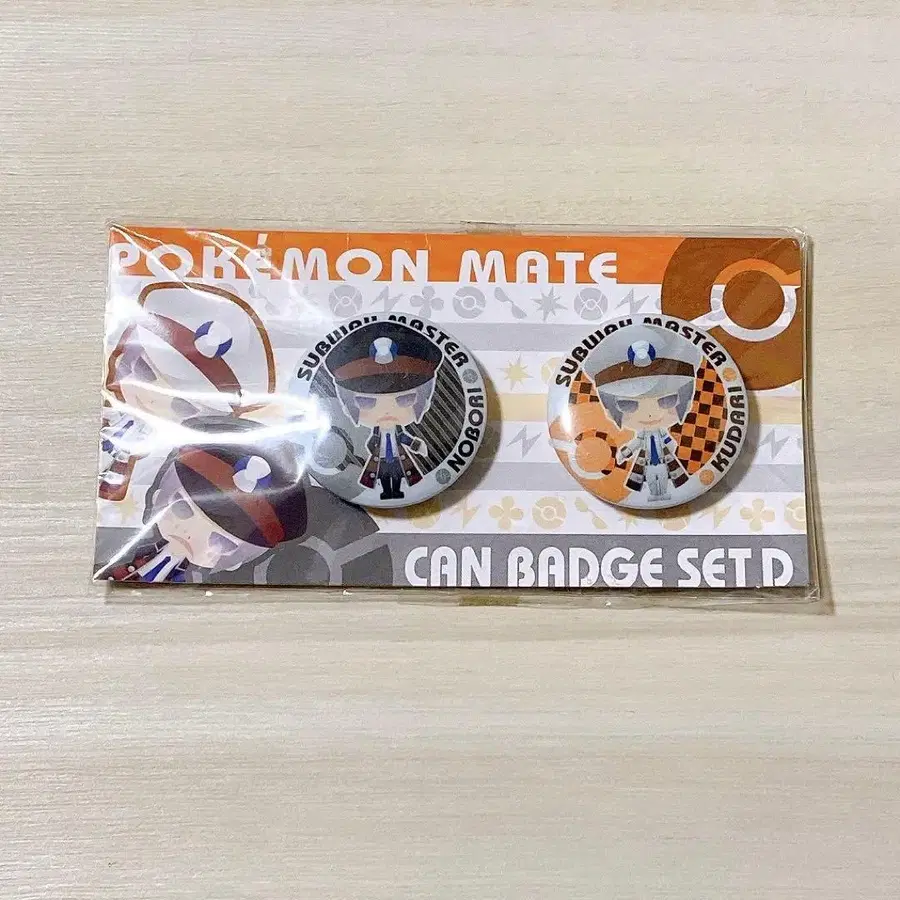 POKÉMON MATE
SUBWAY MASTER
NOBORI
SUBWAY MASTER
KUDARI
CAN BADGE SET D